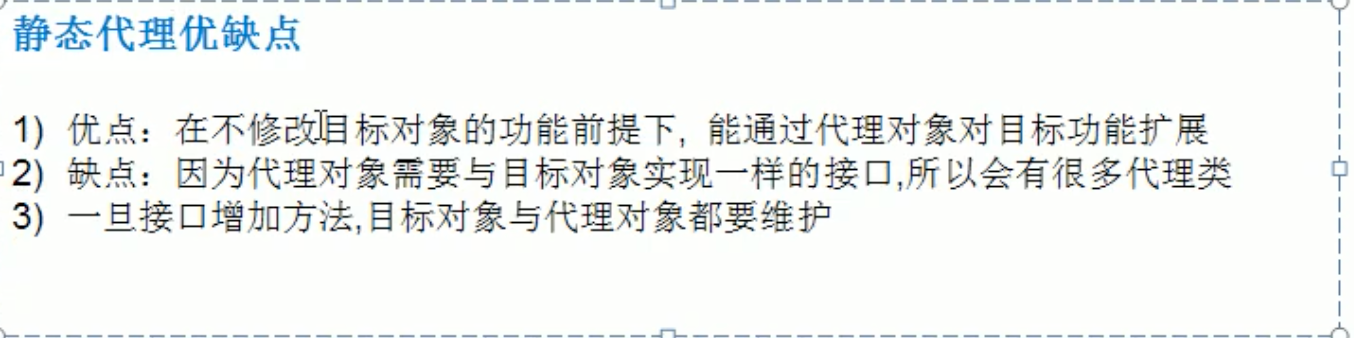 静态代理优缺点
1) 优点：在不修改目标对象的功能前提下, 能通过代理对象对目标功能扩展
2) 缺点：因为代理对象需要与目标对象实现一样的接口,所以会有很多代理类
3) 一旦接口增加方法,目标对象与代理对象都要维护